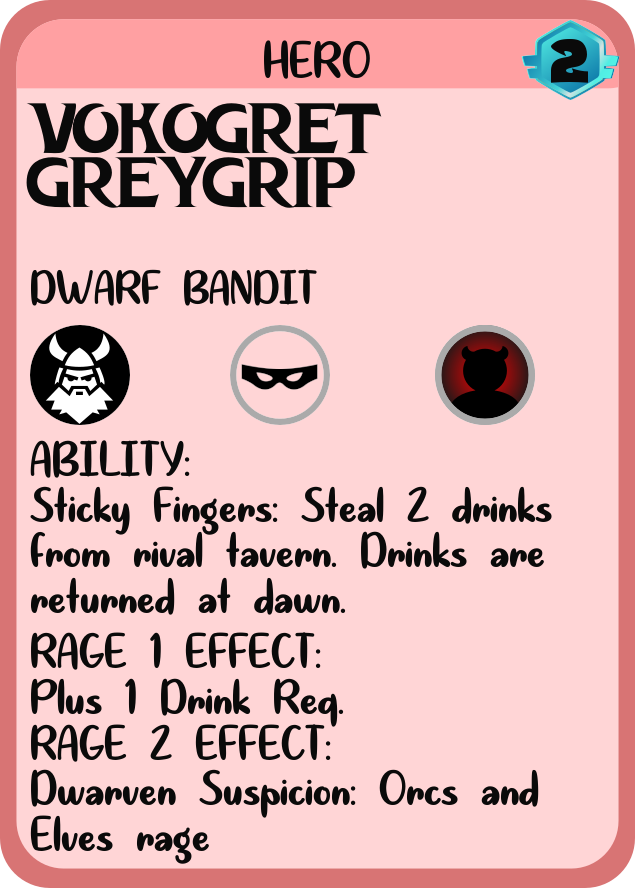 HERO
2
VOKOGRET
GREYGRIP
DWARF BANDIT
ABILITY:
Sticky Fingers: Steal 2 drinks
from rival tavern. Drinks are
returned at dawn.
RAGE 1 EFFECT:
Plus 1 Drink Req.
RAGE 2 EFFECT:
Dwarven Suspicion: Orcs and
Elves rage